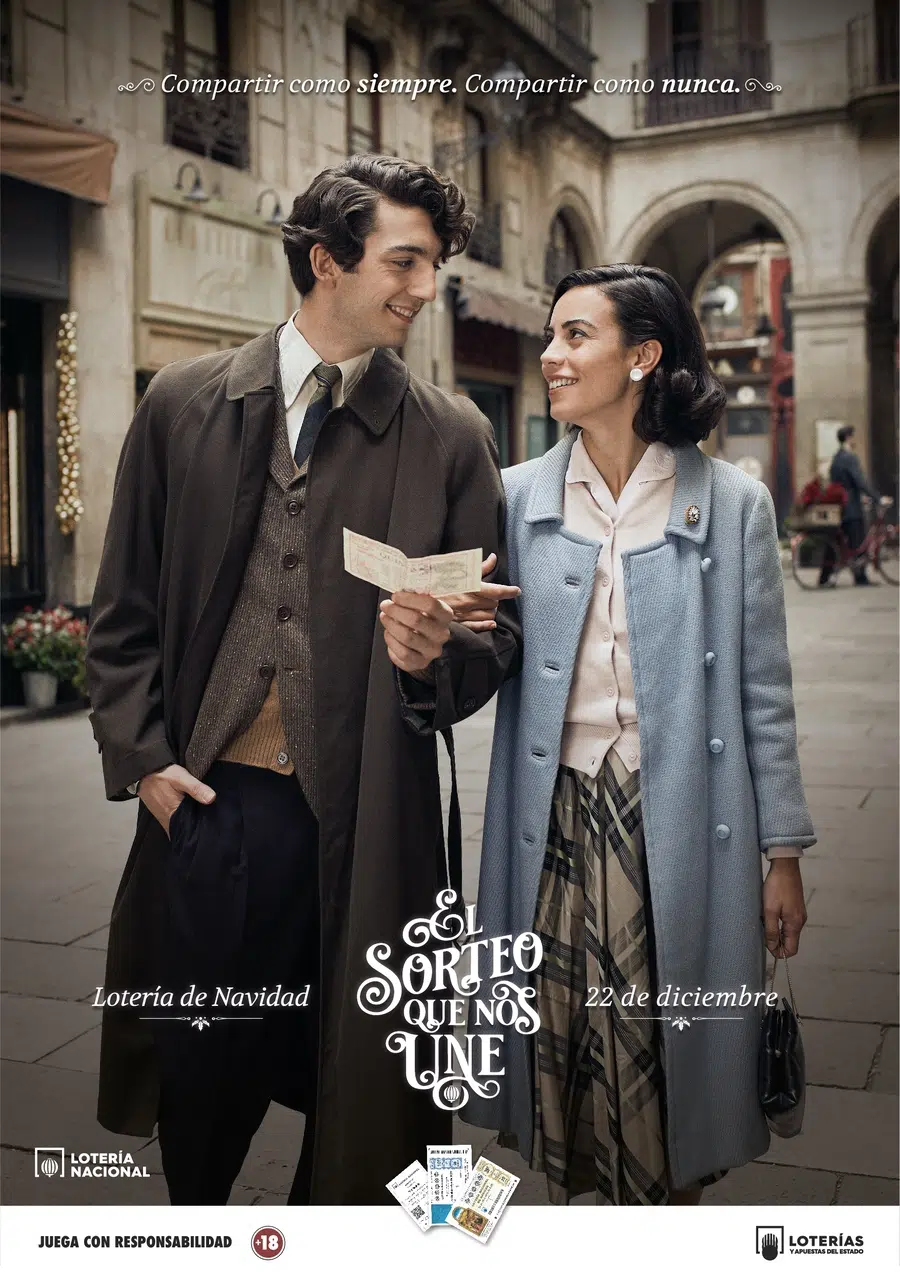 Compartir como siempre. Compartir como nunca.
EL
SORTEO
QUE NOS
UNE
Lotería de Navidad
22 de diciembre
LOTERÍA
NACIONAL
JUEGA CON RESPONSABILIDAD
+18
LOTERÍAS
Y APUESTAS DEL ESTADO